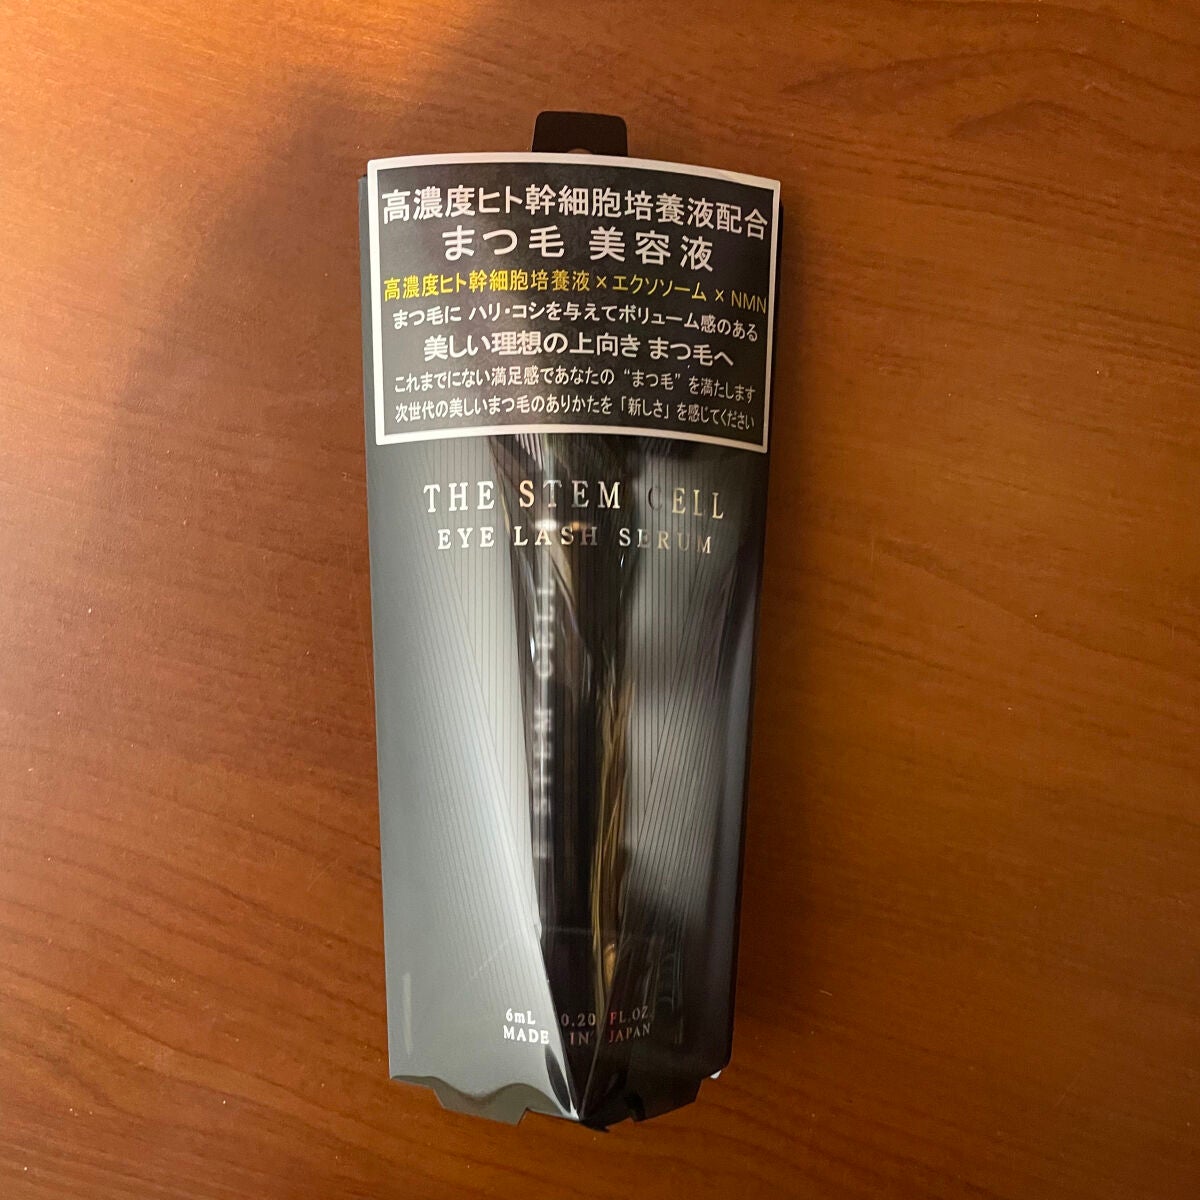 高濃度ヒト幹細胞培養液配合
まつ毛 美容液
高濃度ヒト幹細胞培養液×エクソソーム×NMN
まつ毛に ハリ・コシを与えてボリューム感のある
美しい理想の上向き まつ毛へ
これまでにない満足感であなたの “まつ毛” を満たします
次世代の美しいまつ毛のありかたを「新しさ」を感じてください
THE STEM CELL
EYE LASH SERUM
STEM CELL
6mL 0.20 FL.OZ.
MADE IN JAPAN